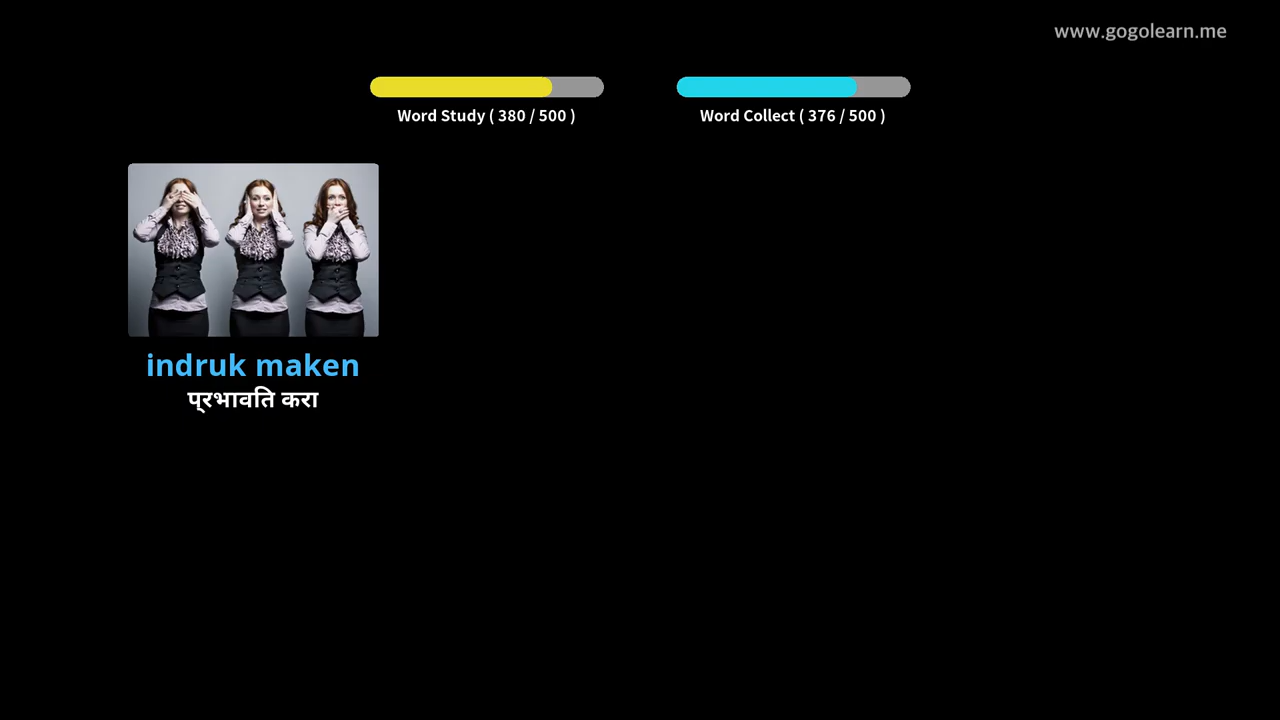 www.gogolearn.me
Word Study ( 380 / 500 )
Word Collect ( 376 / 500 )
indruk maken
प्रभावति करा